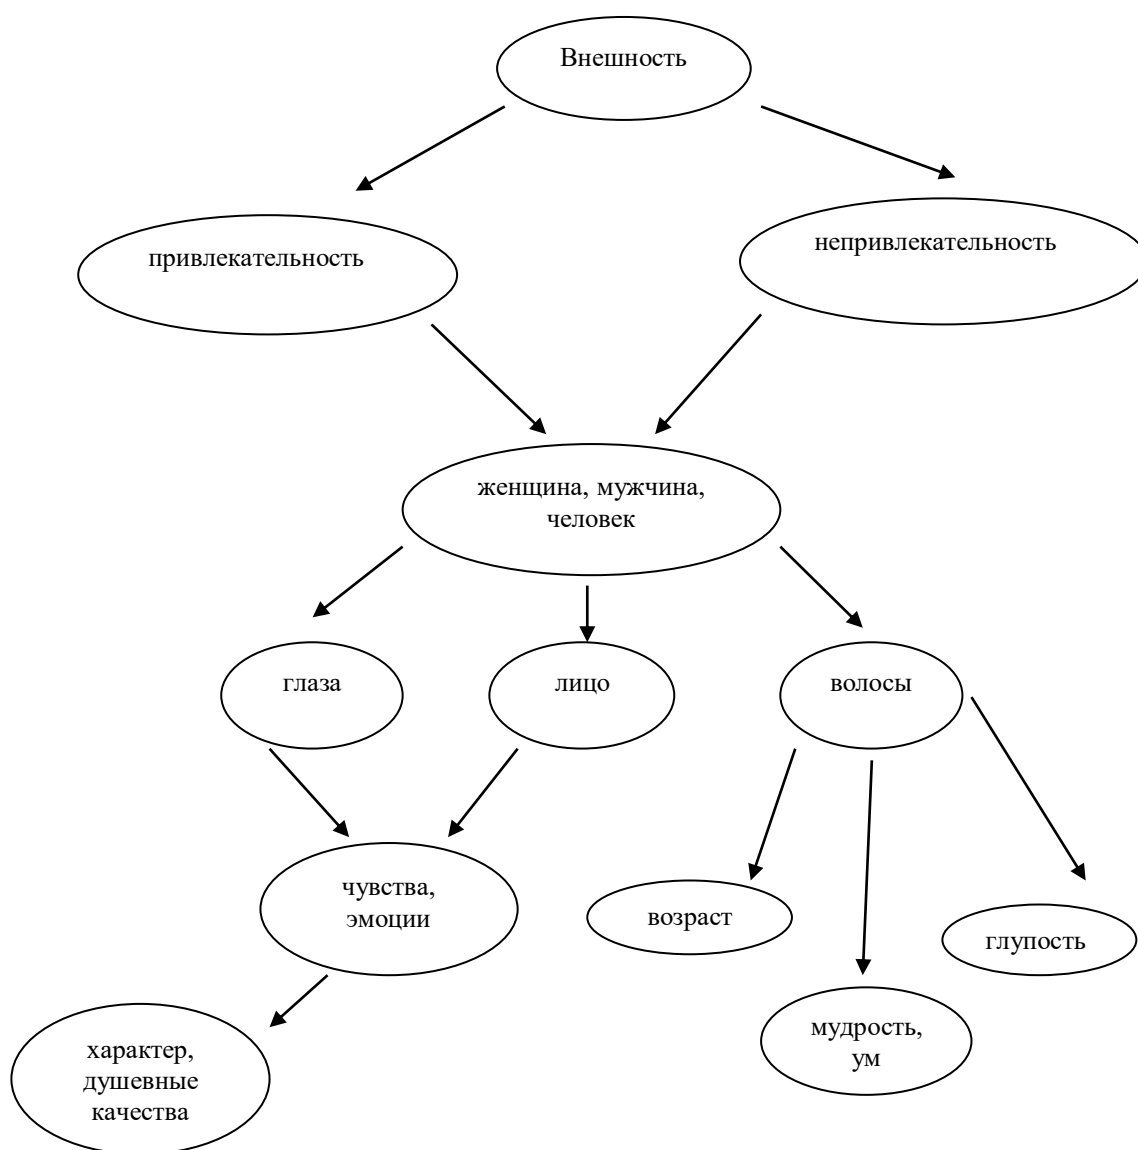 Внешность
привлекательность
непривлекательность
женщина, мужчина,
человек
глаза
лицо
волосы
чувства,
эмоции
возраст
глупость
мудрость,
ум
характер,
душевные
качества